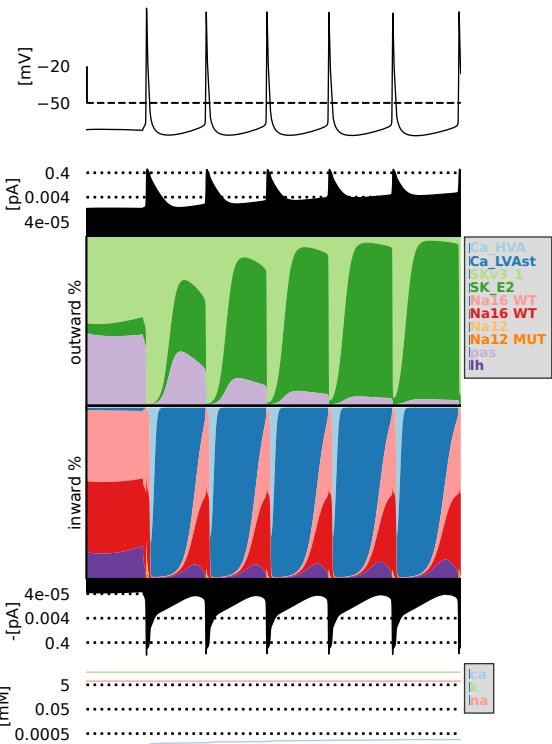 [mV]
−20
−50
[pA]
0.4
0.004
4e-05
outward %
Ca_HVA
Ca_LVAst
SKv3_1
SK_E2
Na16 WT
Na16 WT
Na12
Na12 MUT
pas
Ih
inward %
-[pA]
4e-05
0.004
0.4
[mM]
5
0.05
0.0005
ca
k
na